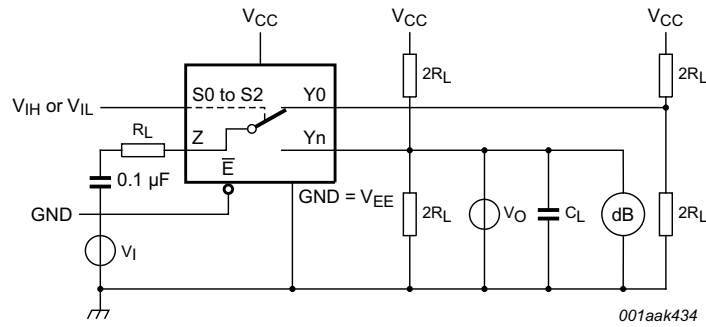 VCC
VCC
VCC
2RL
2RL
S0 to S2
Y0
VIH or VIL
RL
Z
Yn
E̅
0.1 µF
GND = VEE
2RL
VO
CL
dB
2RL
GND
VI
001aak434